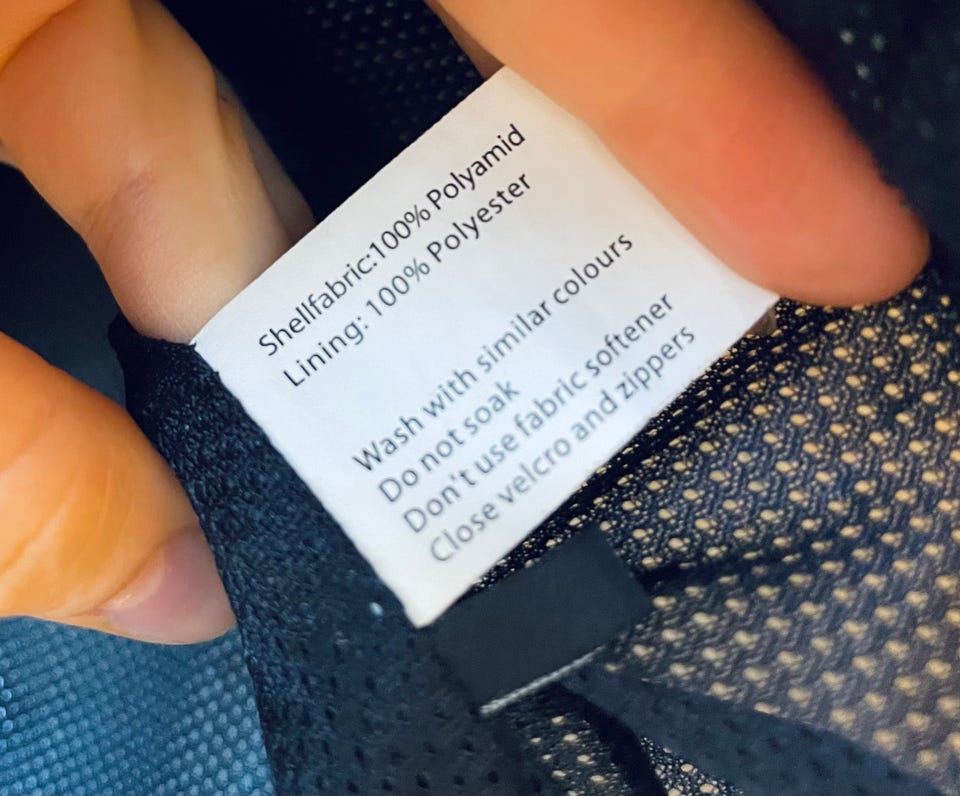 Shellfabric:100% Polyamid
Lining: 100% Polyester
Wash with similar colours
Do not soak
Don't use fabric softener
Close velcro and zippers